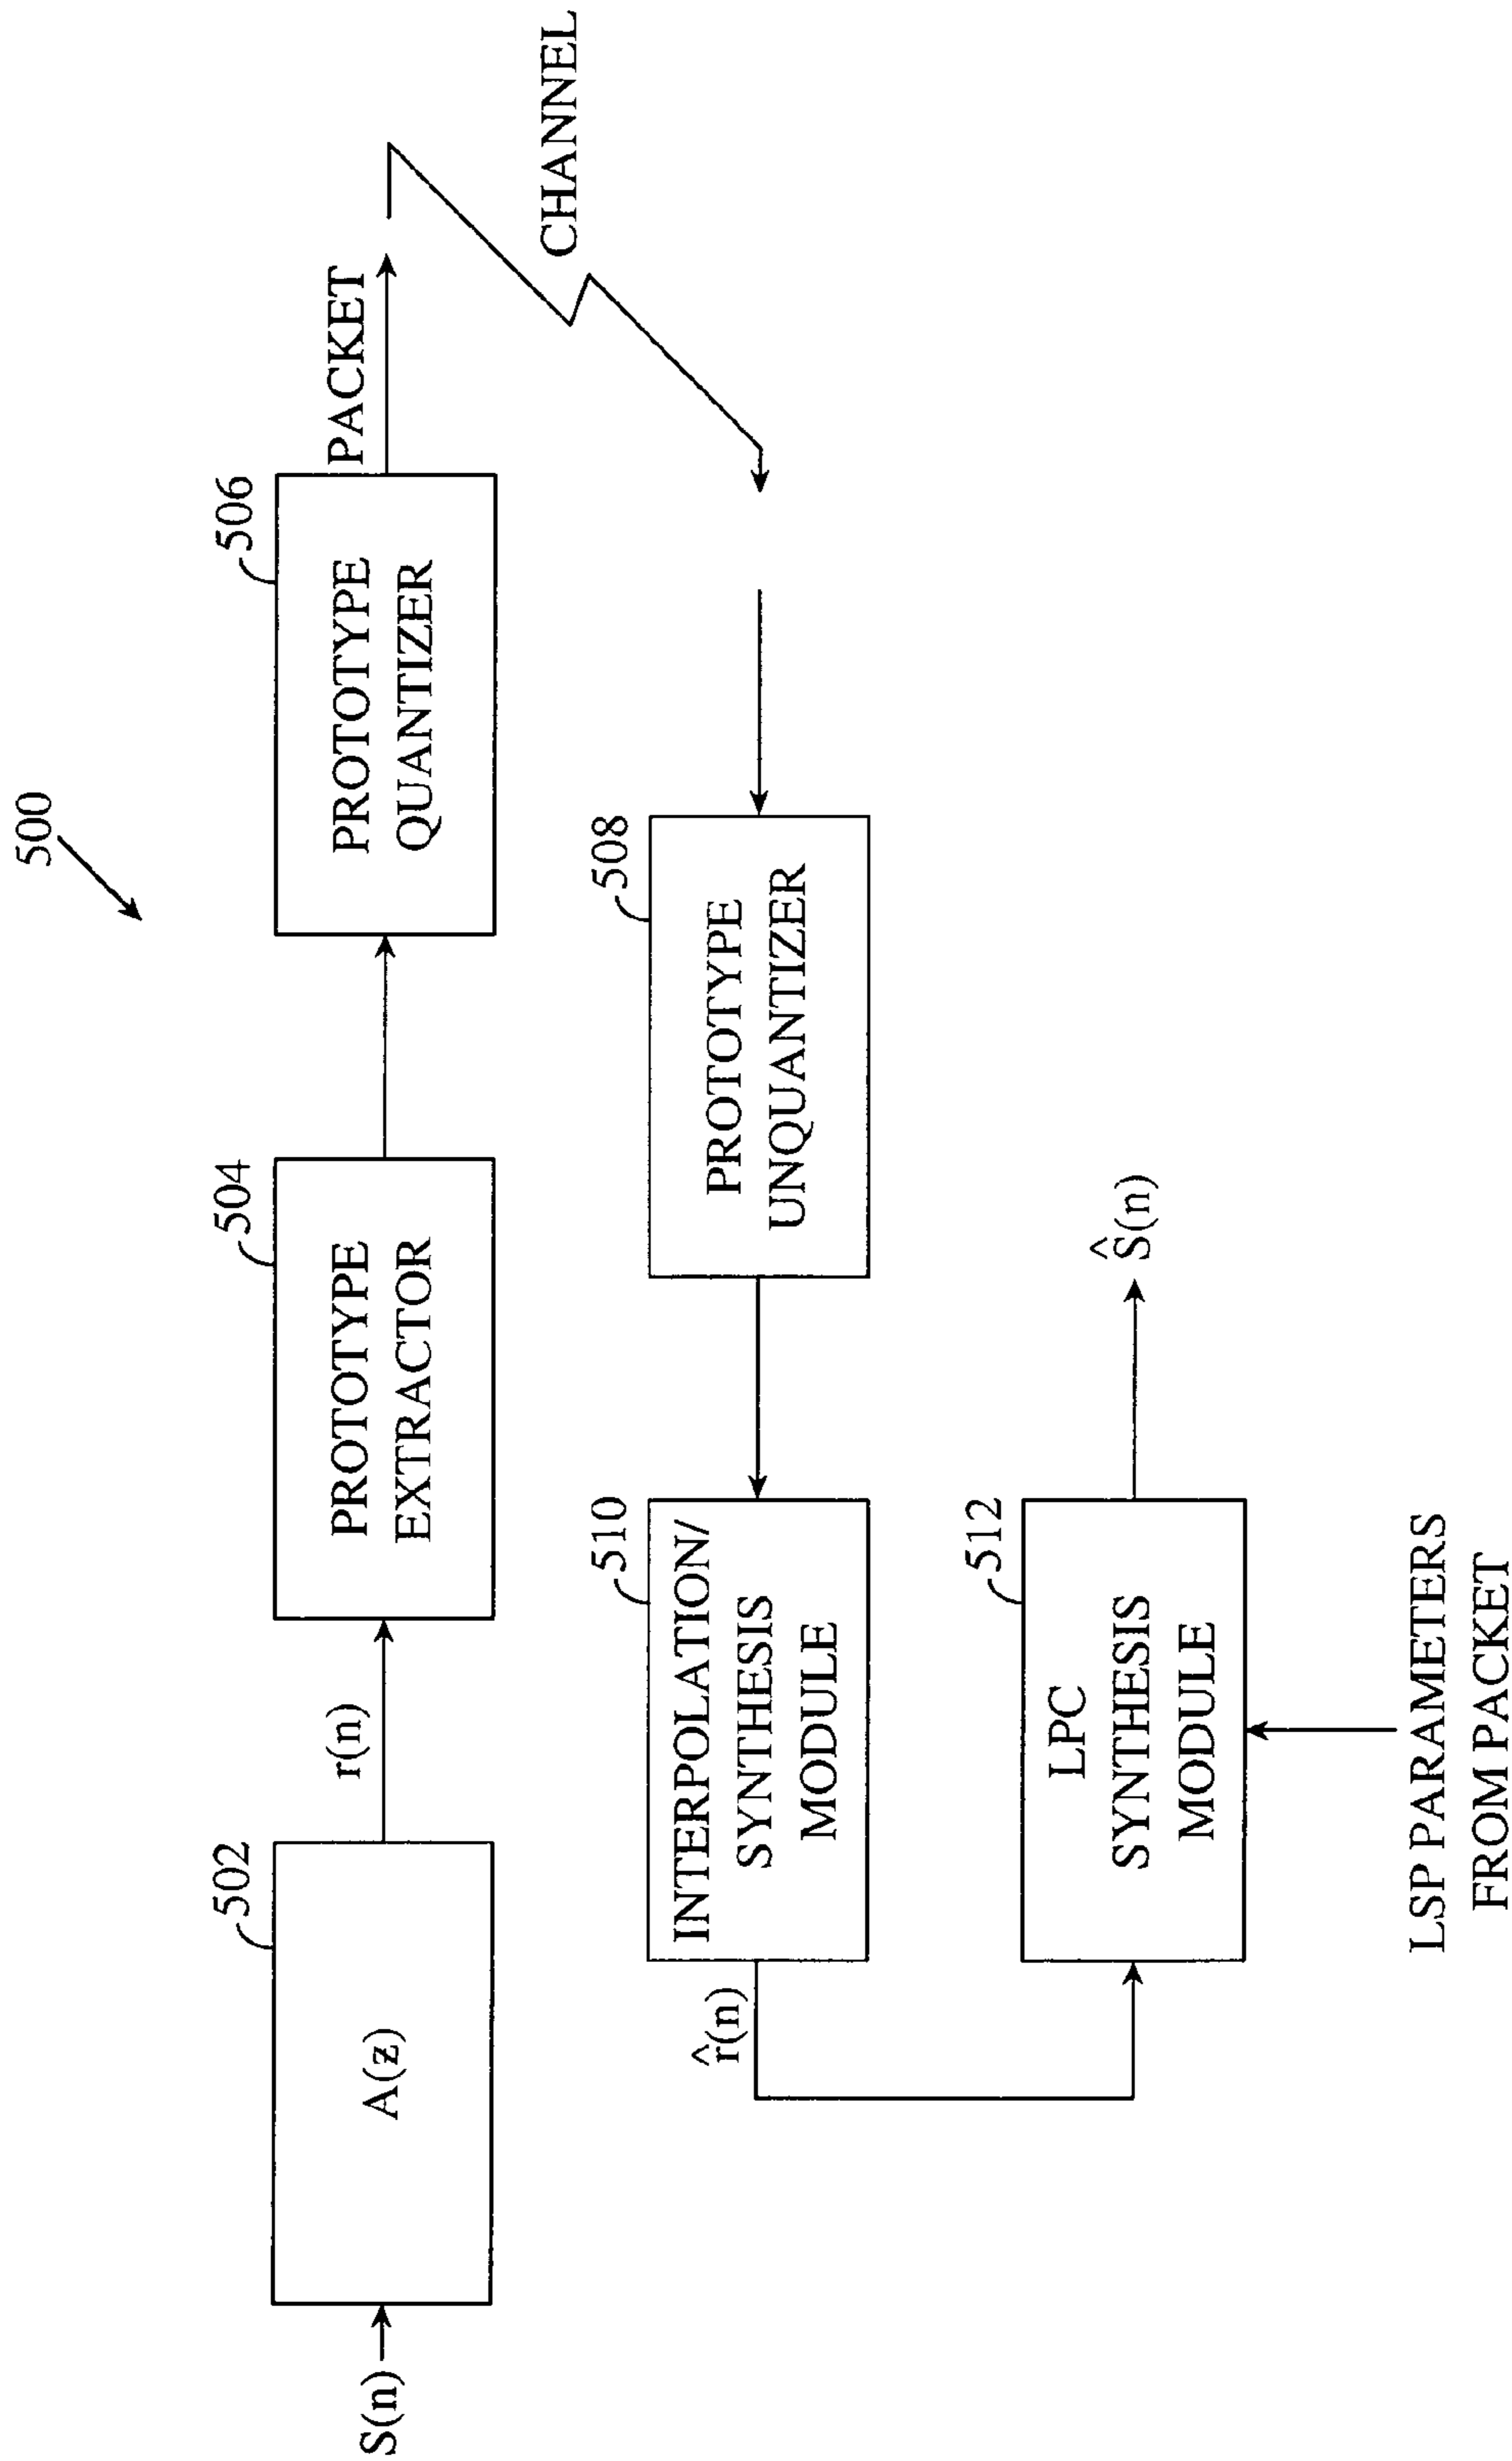 500
502
504
506
S(n)
A(z)
r(n)
PROTOTYPE
EXTRACTOR
PROTOTYPE
QUANTIZER
PACKET
CHANNEL
508
PROTOTYPE
UNQUANTIZER
510
INTERPOLATION/
SYNTHESIS
MODULE
r̂(n)
512
LPC
SYNTHESIS
MODULE
Ŝ(n)
LSP PARAMETERS
FROM PACKET